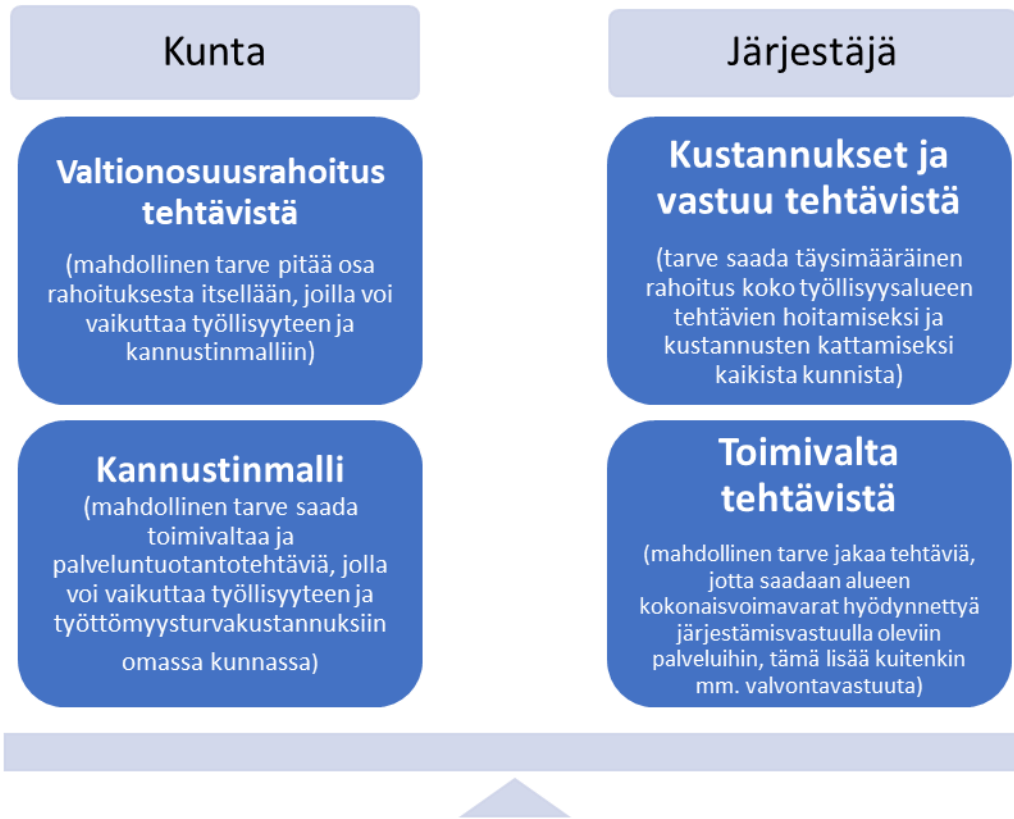 Kunta
Valtionosuusrahoitus
tehtävistä
(mahdollinen tarve pitää osa
rahoituksesta itsellään, joilla voi
vaikuttaa työllisyyteen ja
kannustinmalliin)
Kannustinmalli
(mahdollinen tarve saada
toimivaltaa ja
palveluntuotantotehtäviä, jolla
voi vaikuttaa työllisyyteen ja
työttömyysturvakustannuksiin
omassa kunnassa)
Järjestäjä
Kustannukset ja
vastuu tehtävistä
(tarve saada täysimääräinen
rahoitus koko työllisyysalueen
tehtävien hoitamiseksi ja
kustannusten kattamiseksi
kaikista kunnista)
Toimivalta
tehtävistä
(mahdollinen tarve jakaa tehtäviä,
jotta saadaan alueen
kokonaisvoimavarat hyödynnettyä
järjestämisvastuulla oleviin
palveluihin, tämä lisää kuitenkin
mm. valvontavastuuta)